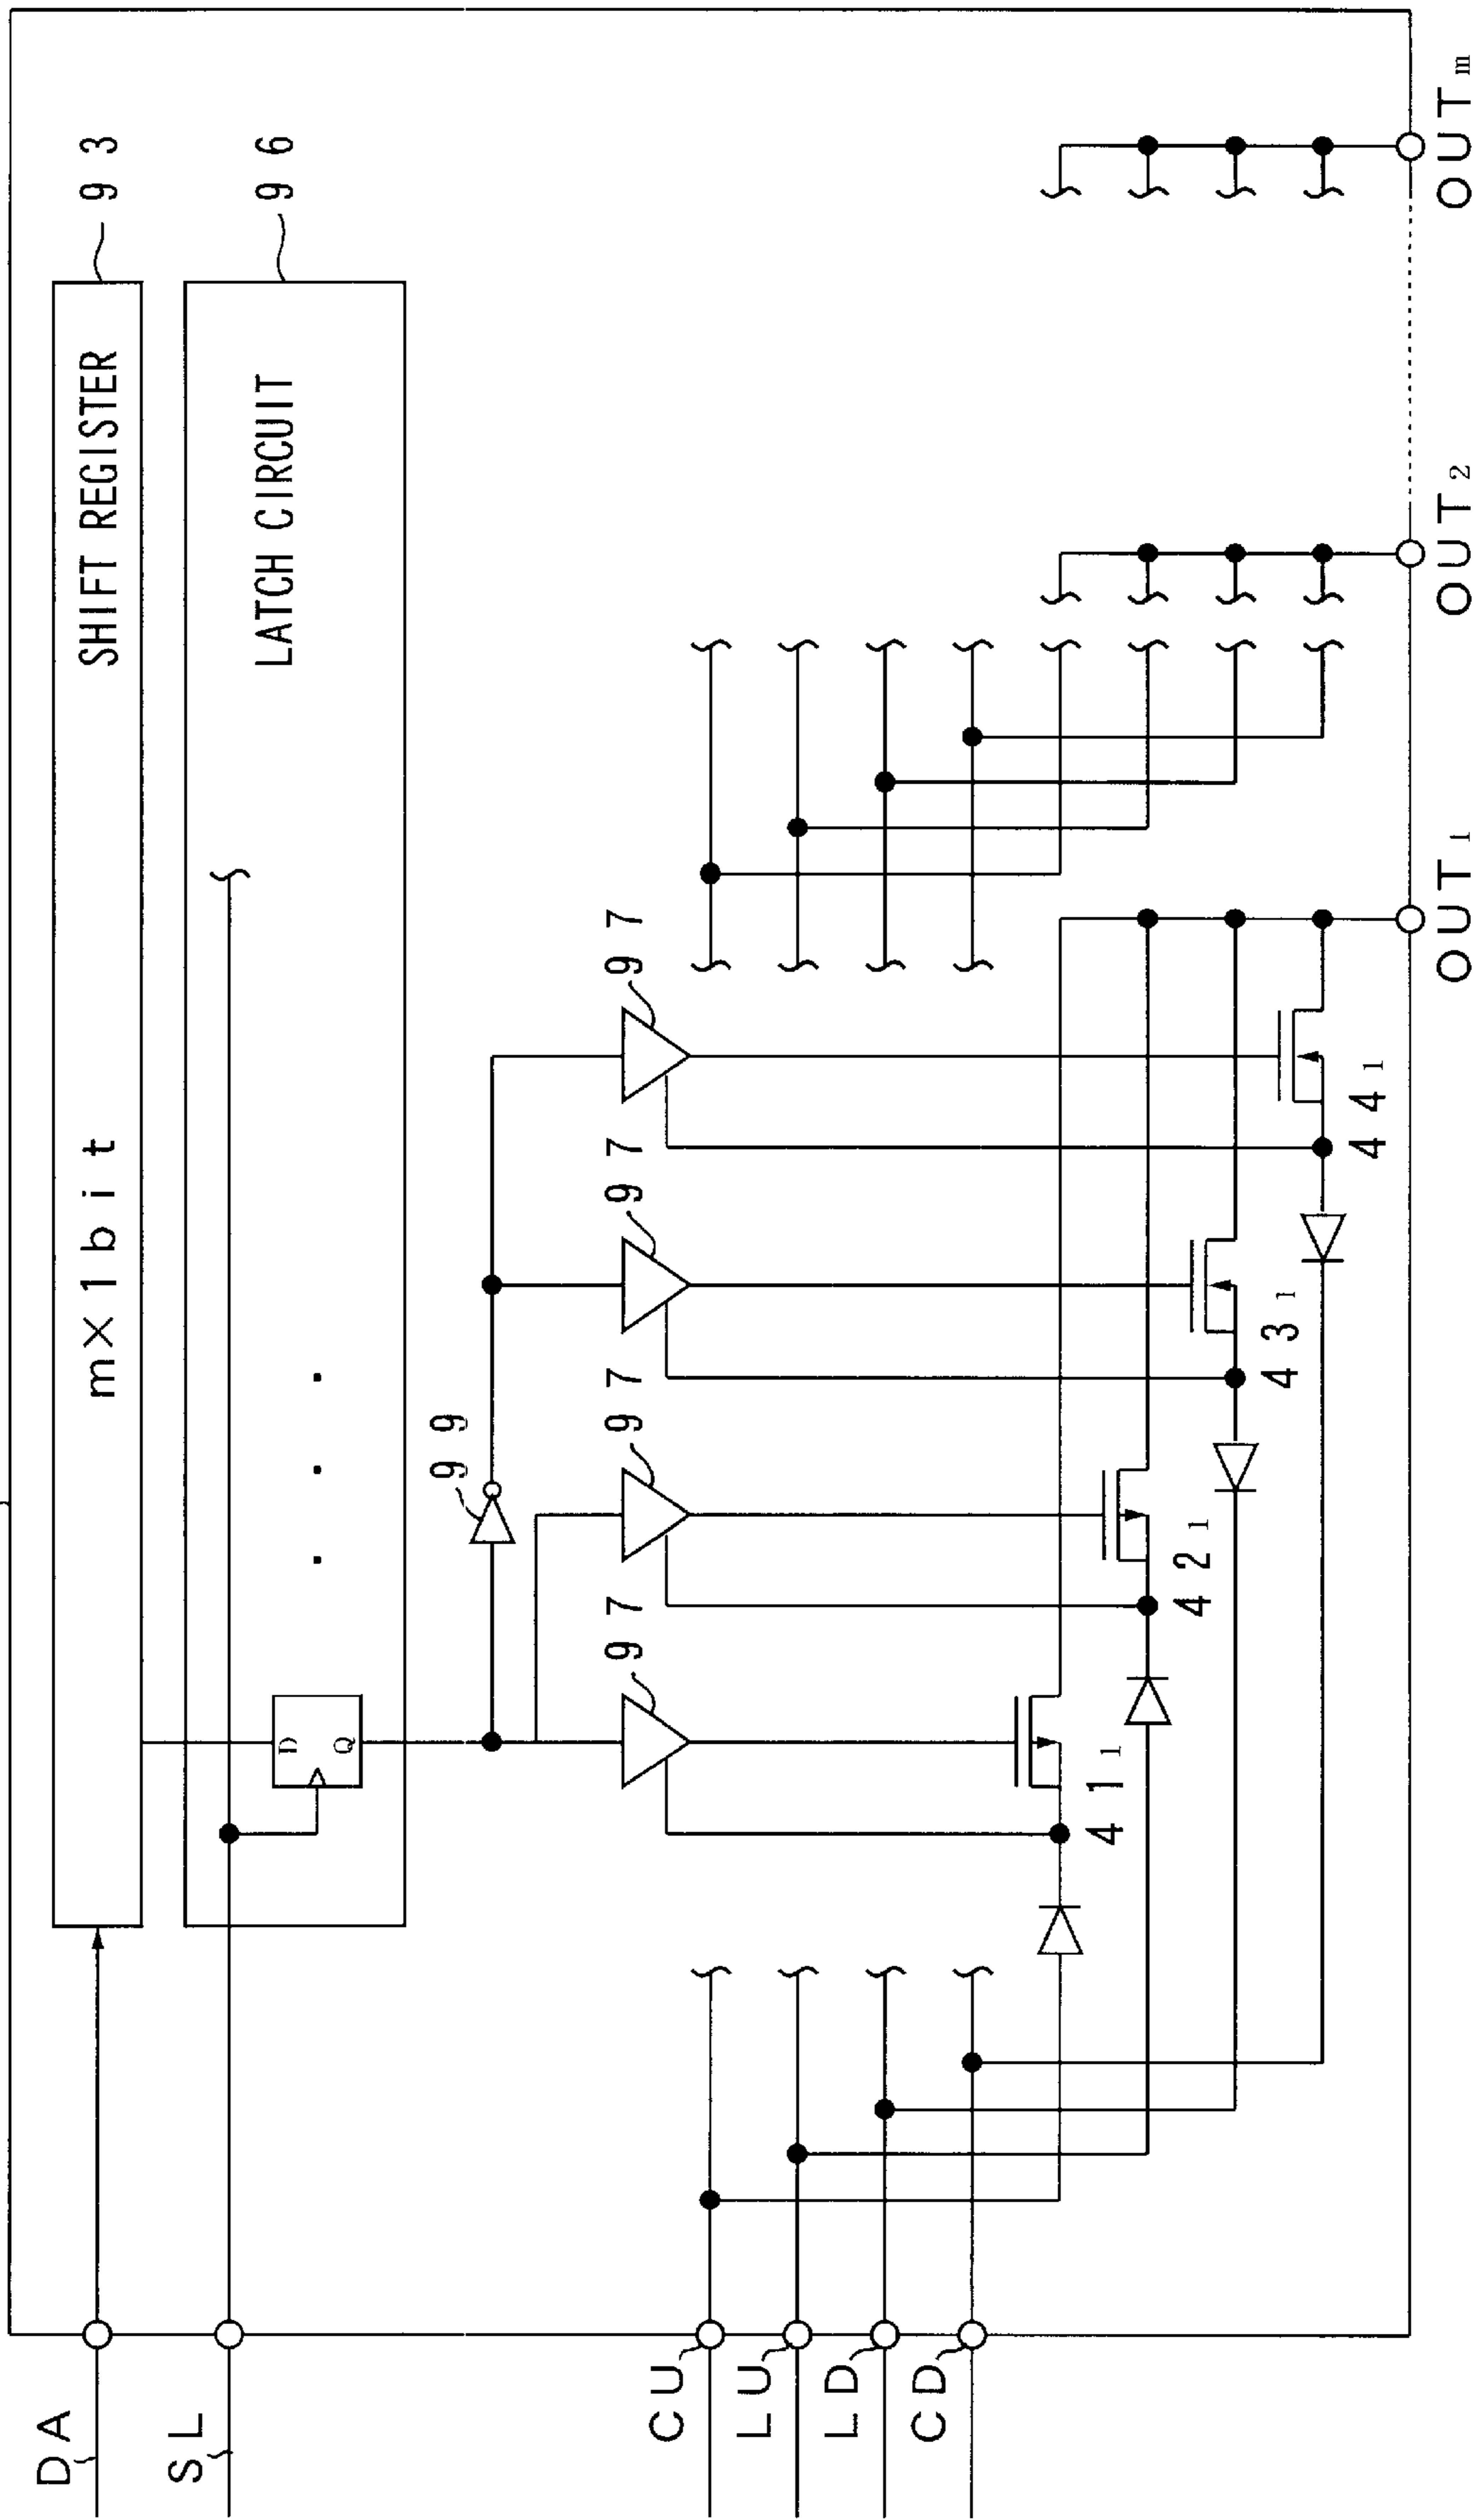 m×1bit SHIFT REGISTER 93
LATCH CIRCUIT 96
DA
SL
D
Q
99
97 97 97 97
CU
LU
LD
CD
41₁
42₁
43₁
44₁
OUT₁ OUT₂ OUTₘ